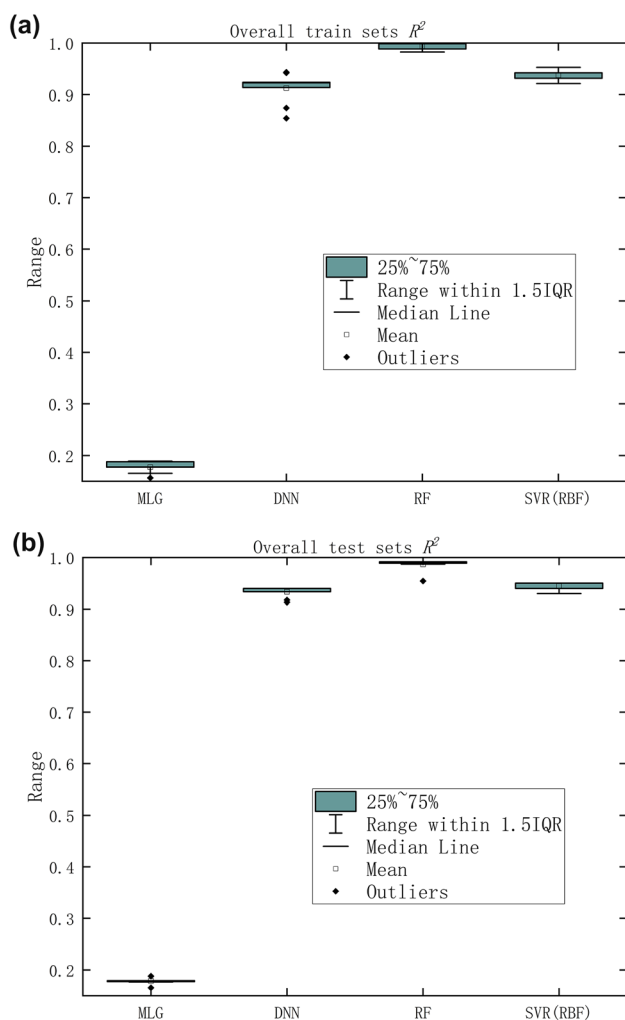 (a)
Overall train sets R²
1.0
0.9
0.8
0.7
0.6
0.5
0.4
0.3
0.2
Range
25%~75%
Range within 1.5IQR
Median Line
Mean
Outliers
MLG DNN RF SVR(RBF)
(b)
Overall test sets R²
1.0
0.9
0.8
0.7
0.6
0.5
0.4
0.3
0.2
Range
25%~75%
Range within 1.5IQR
Median Line
Mean
Outliers
MLG DNN RF SVR(RBF)